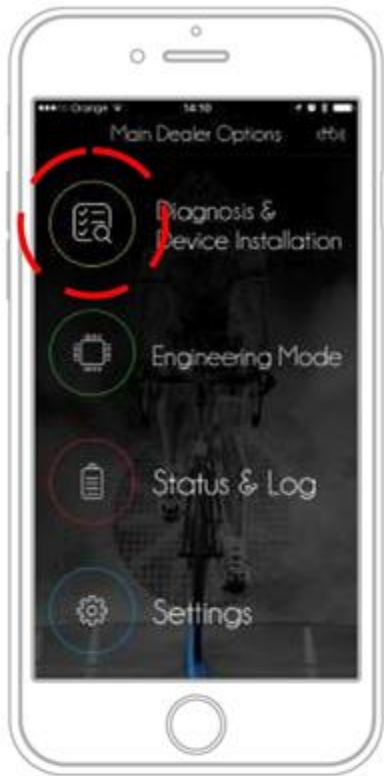 Orange
14:10
Main Dealer Options
Diagnosis &
Device Installation
Engineering Mode
Status & Log
Settings